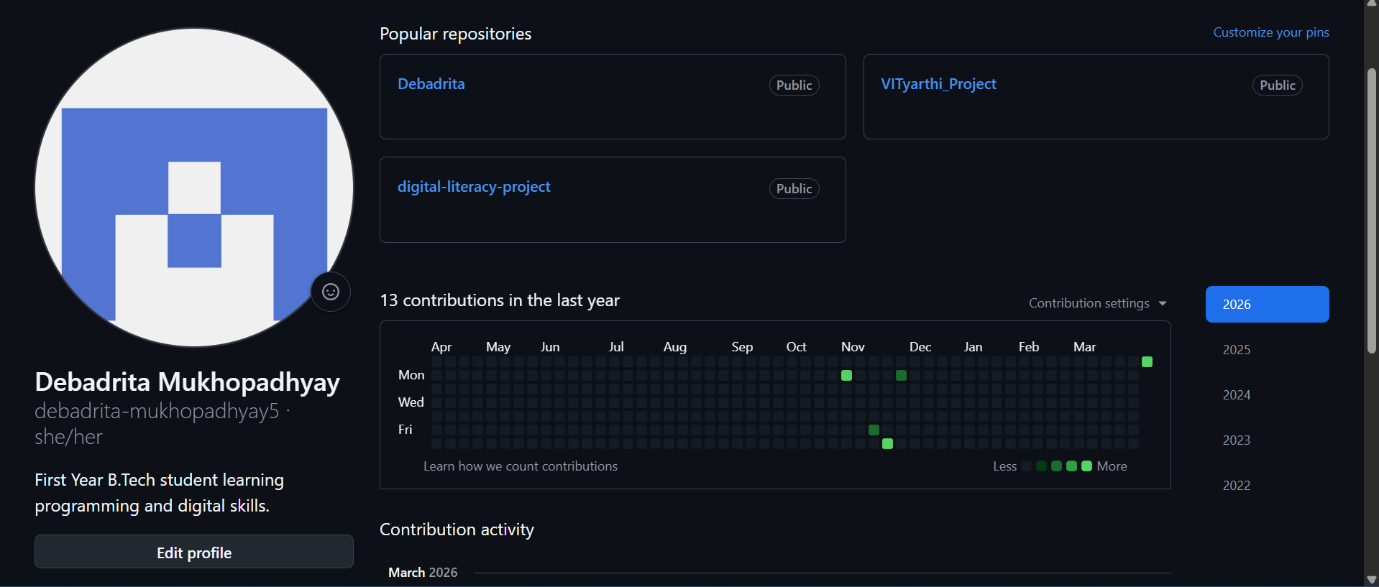 Popular repositories
Customize your pins
Debadrita
Public
VITyarthi_Project
Public
digital-literacy-project
Public
13 contributions in the last year
Contribution settings
2026
2025
2024
2023
2022
Apr May Jun Jul Aug Sep Oct Nov Dec Jan Feb Mar
Mon
Wed
Fri
Learn how we count contributions
Less More
Debadrita Mukhopadhyay
debadrita-mukhopadhyay5 ·
she/her
First Year B.Tech student learning
programming and digital skills.
Edit profile
Contribution activity
March 2026